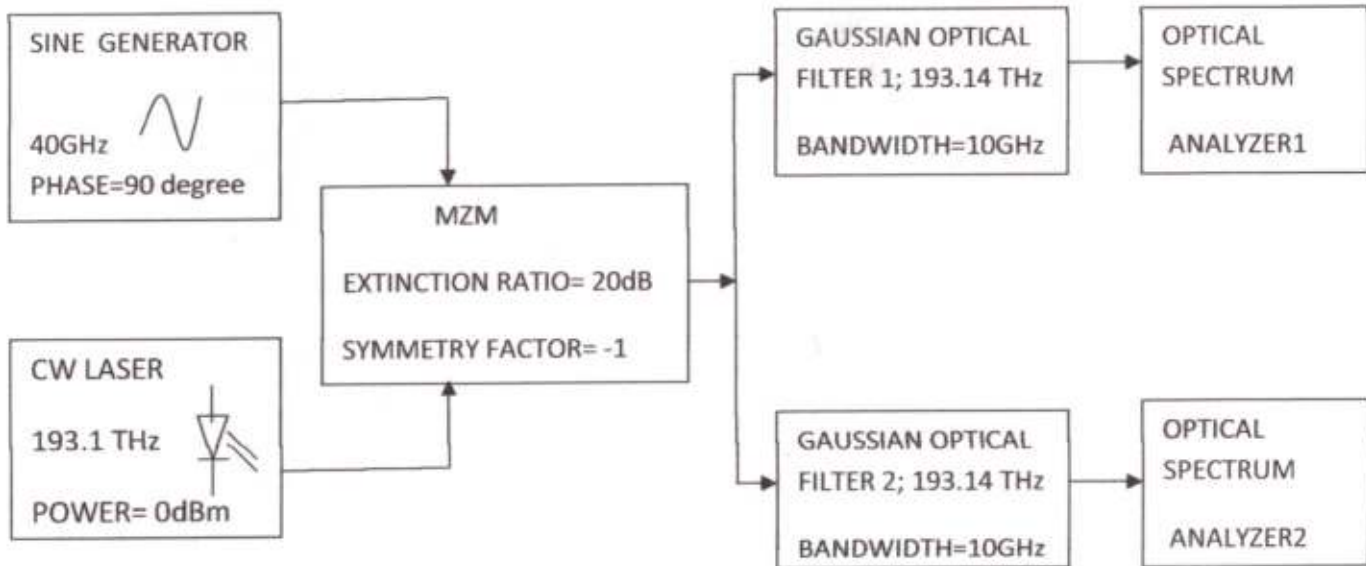 SINE GENERATOR
40GHz
PHASE=90 degree
CW LASER
193.1 THz
POWER= 0dBm
MZM
EXTINCTION RATIO= 20dB
SYMMETRY FACTOR= -1
GAUSSIAN OPTICAL
FILTER 1; 193.14 THz
BANDWIDTH=10GHz
OPTICAL
SPECTRUM
ANALYZER1
GAUSSIAN OPTICAL
FILTER 2; 193.14 THz
BANDWIDTH=10GHz
OPTICAL
SPECTRUM
ANALYZER2